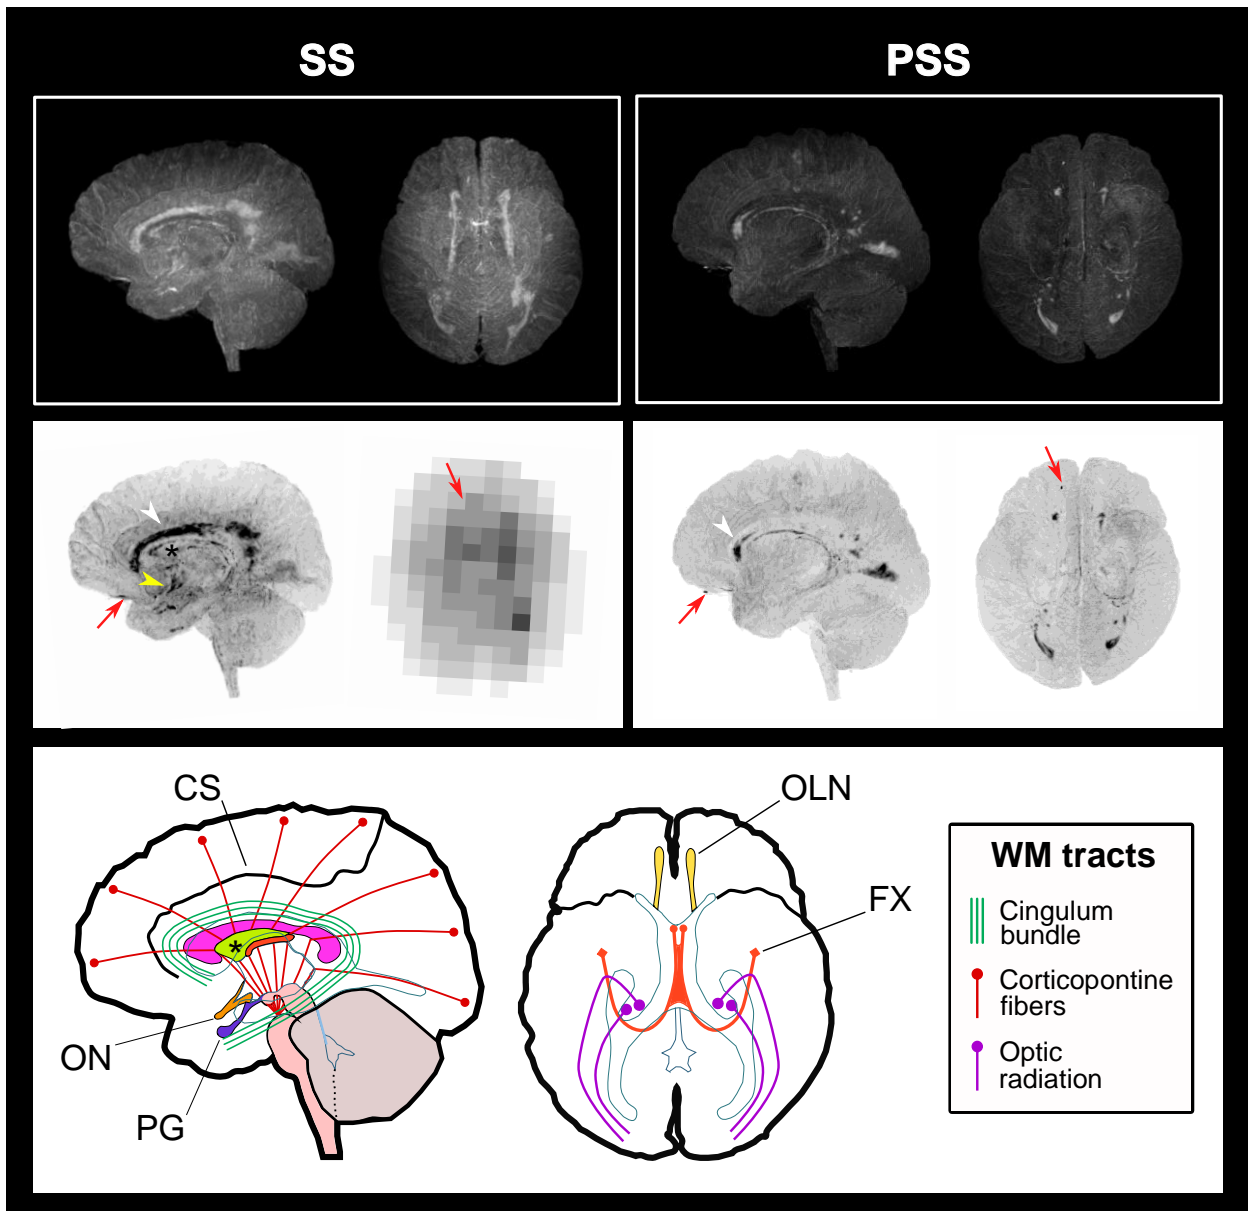 SS
PSS
*
CS
OLN
FX
*
ON
PG
WM tracts
Cingulum
bundle
Corticopontine
fibers
Optic
radiation